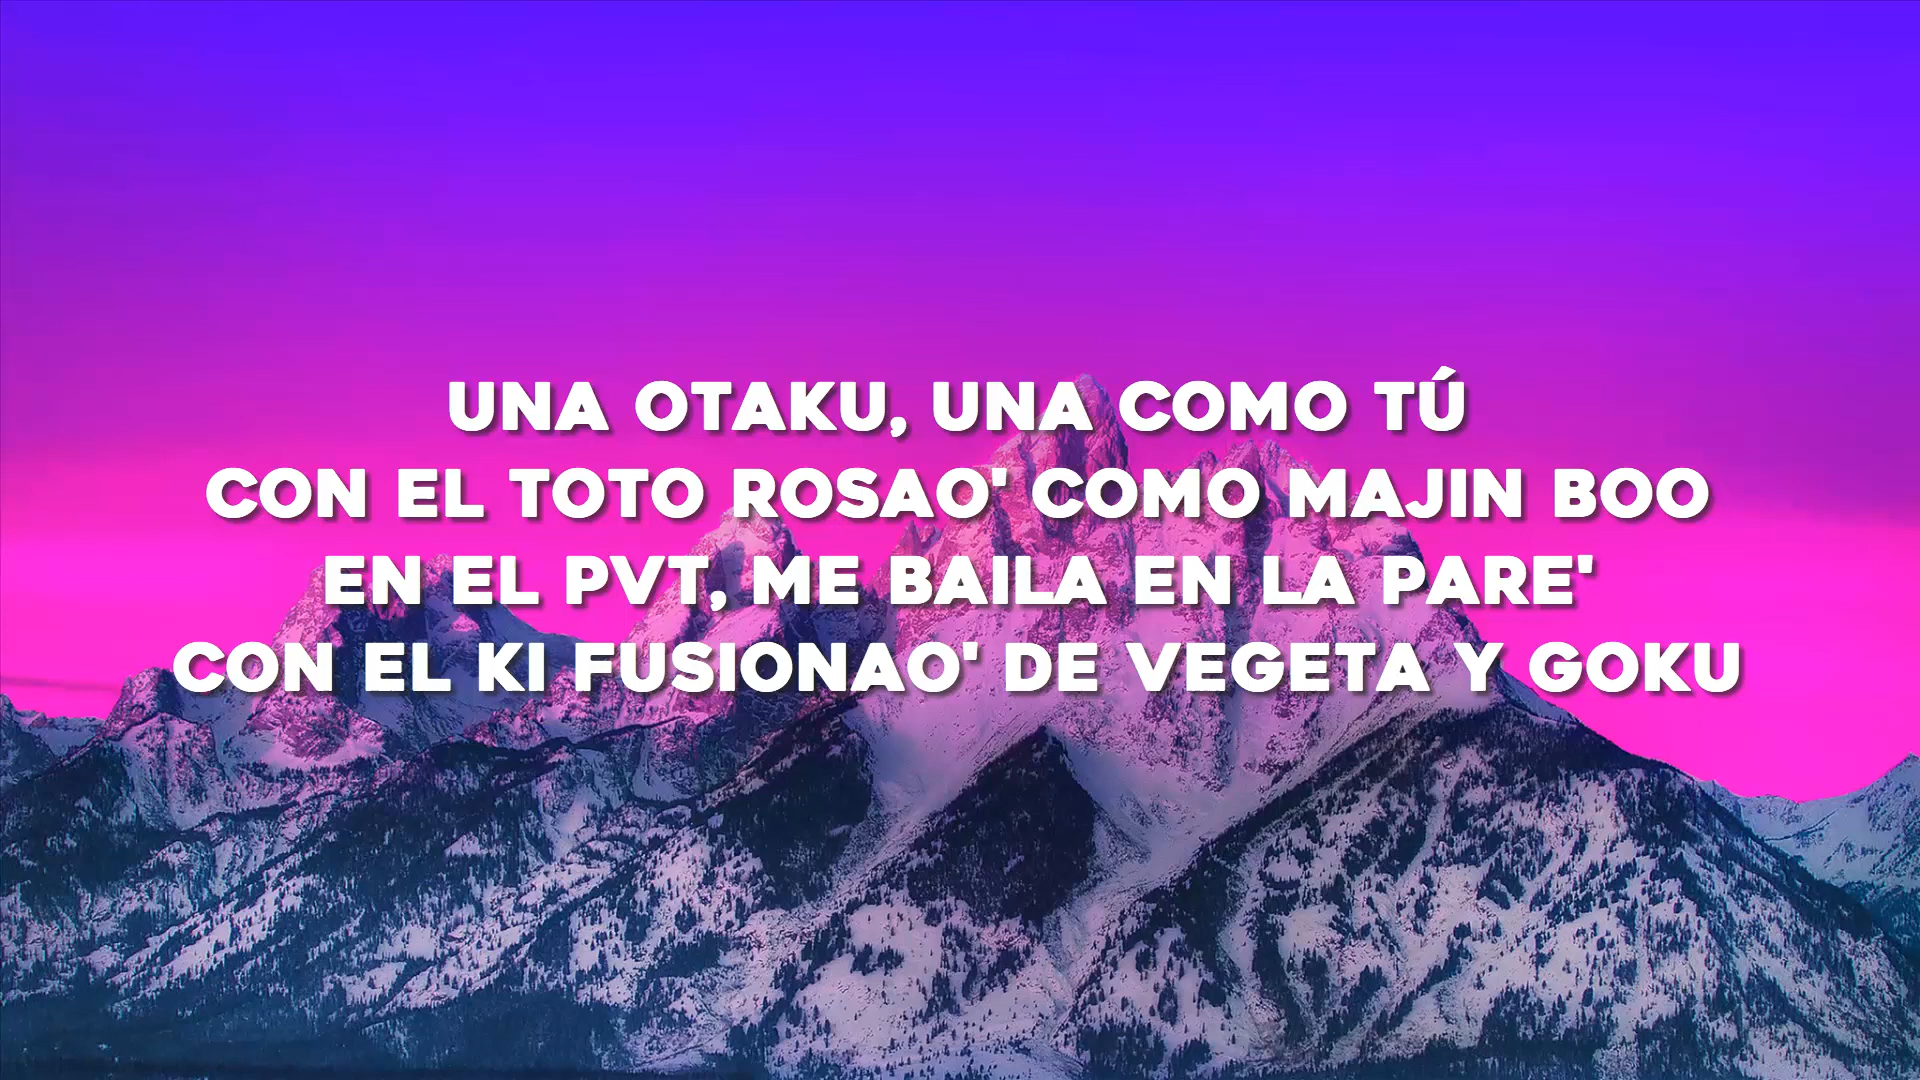 UNA OTAKU, UNA COMO TÚ
CON EL TOTO ROSAO' COMO MAJIN BOO
EN EL PVT, ME BAILA EN LA PARE'
CON EL KI FUSIONAO' DE VEGETA Y GOKU